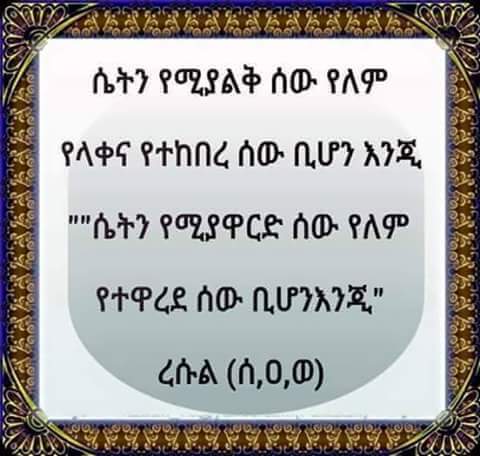 ሴትን የሚያልቅ ሰው የለም
የላቀና የተከበረ ሰው ቢሆን እንጂ
""ሴትን የሚያዋርድ ሰው የለም
የተዋረደ ሰው ቢሆንእንጂ"
ረሱል (ሰ,ዐ,ወ)